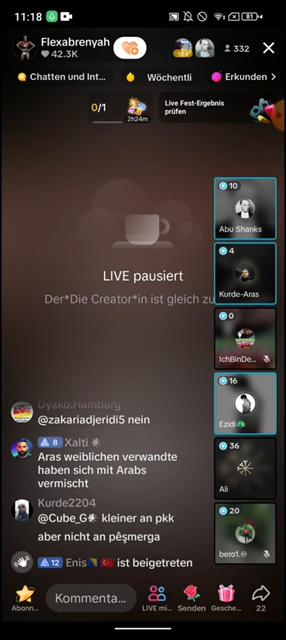 11:18
81
Flexabrenyah
42.3K
332
Chatten und Int...
Wöchentli
Erkunden
0/1
2h24m
Live Fest-Ergebnis
prüfen
10
Abu Shanks
LIVE pausiert
4
Kurde-Aras
Der*Die Creator*in ist gleich zu
0
IchBinDe...
16
Ezidi
Dyako.Hamburg
@zakariadjeridi5 nein
8 Xalti
Aras weiblichen verwandte
haben sich mit Arabs
vermischt
36
Ali
Kurde2204
@Cube_G kleiner an pkk
aber nicht an pêşmerga
20
bero1.
12 Enis ist beigetreten
Abonn...
Kommenta...
LIVE mi...
Senden
Gesche...
22